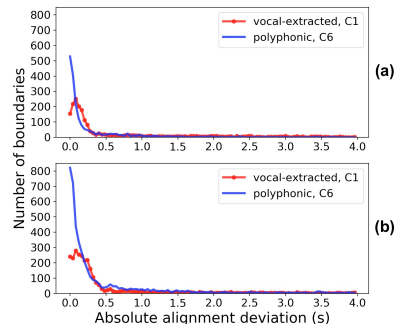 800
700
600
500
400
300
200
100
0
vocal-extracted, C1
polyphonic, C6
(a)
0.0 0.5 1.0 1.5 2.0 2.5 3.0 3.5 4.0
Number of boundaries
800
700
600
500
400
300
200
100
0
vocal-extracted, C1
polyphonic, C6
(b)
0.0 0.5 1.0 1.5 2.0 2.5 3.0 3.5 4.0
Absolute alignment deviation (s)